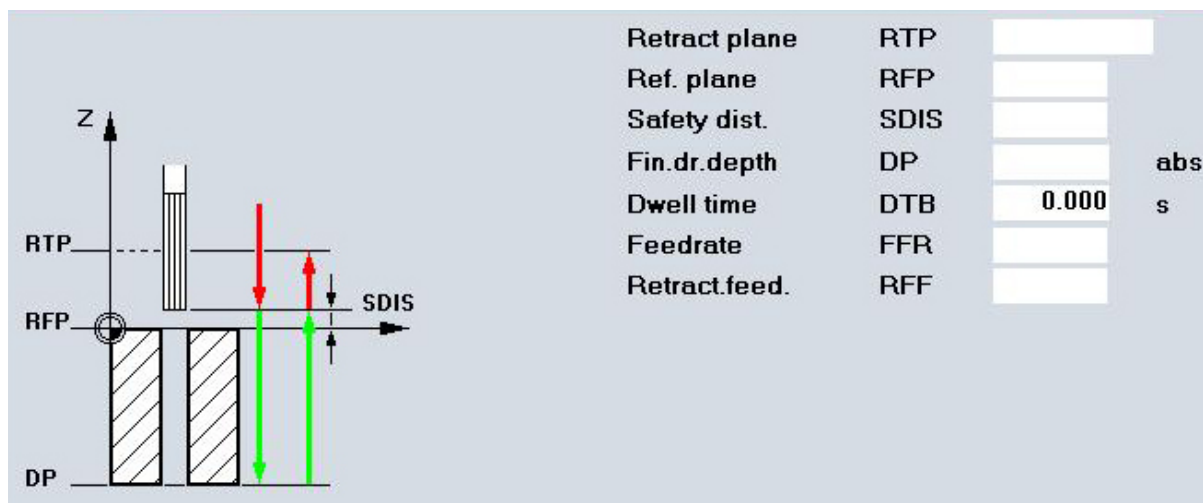 Z
RTP
RFP
SDIS
DP
Retract plane RTP
Ref. plane RFP
Safety dist. SDIS
Fin.dr.depth DP abs
Dwell time DTB 0.000 s
Feedrate FFR
Retract.feed. RFF